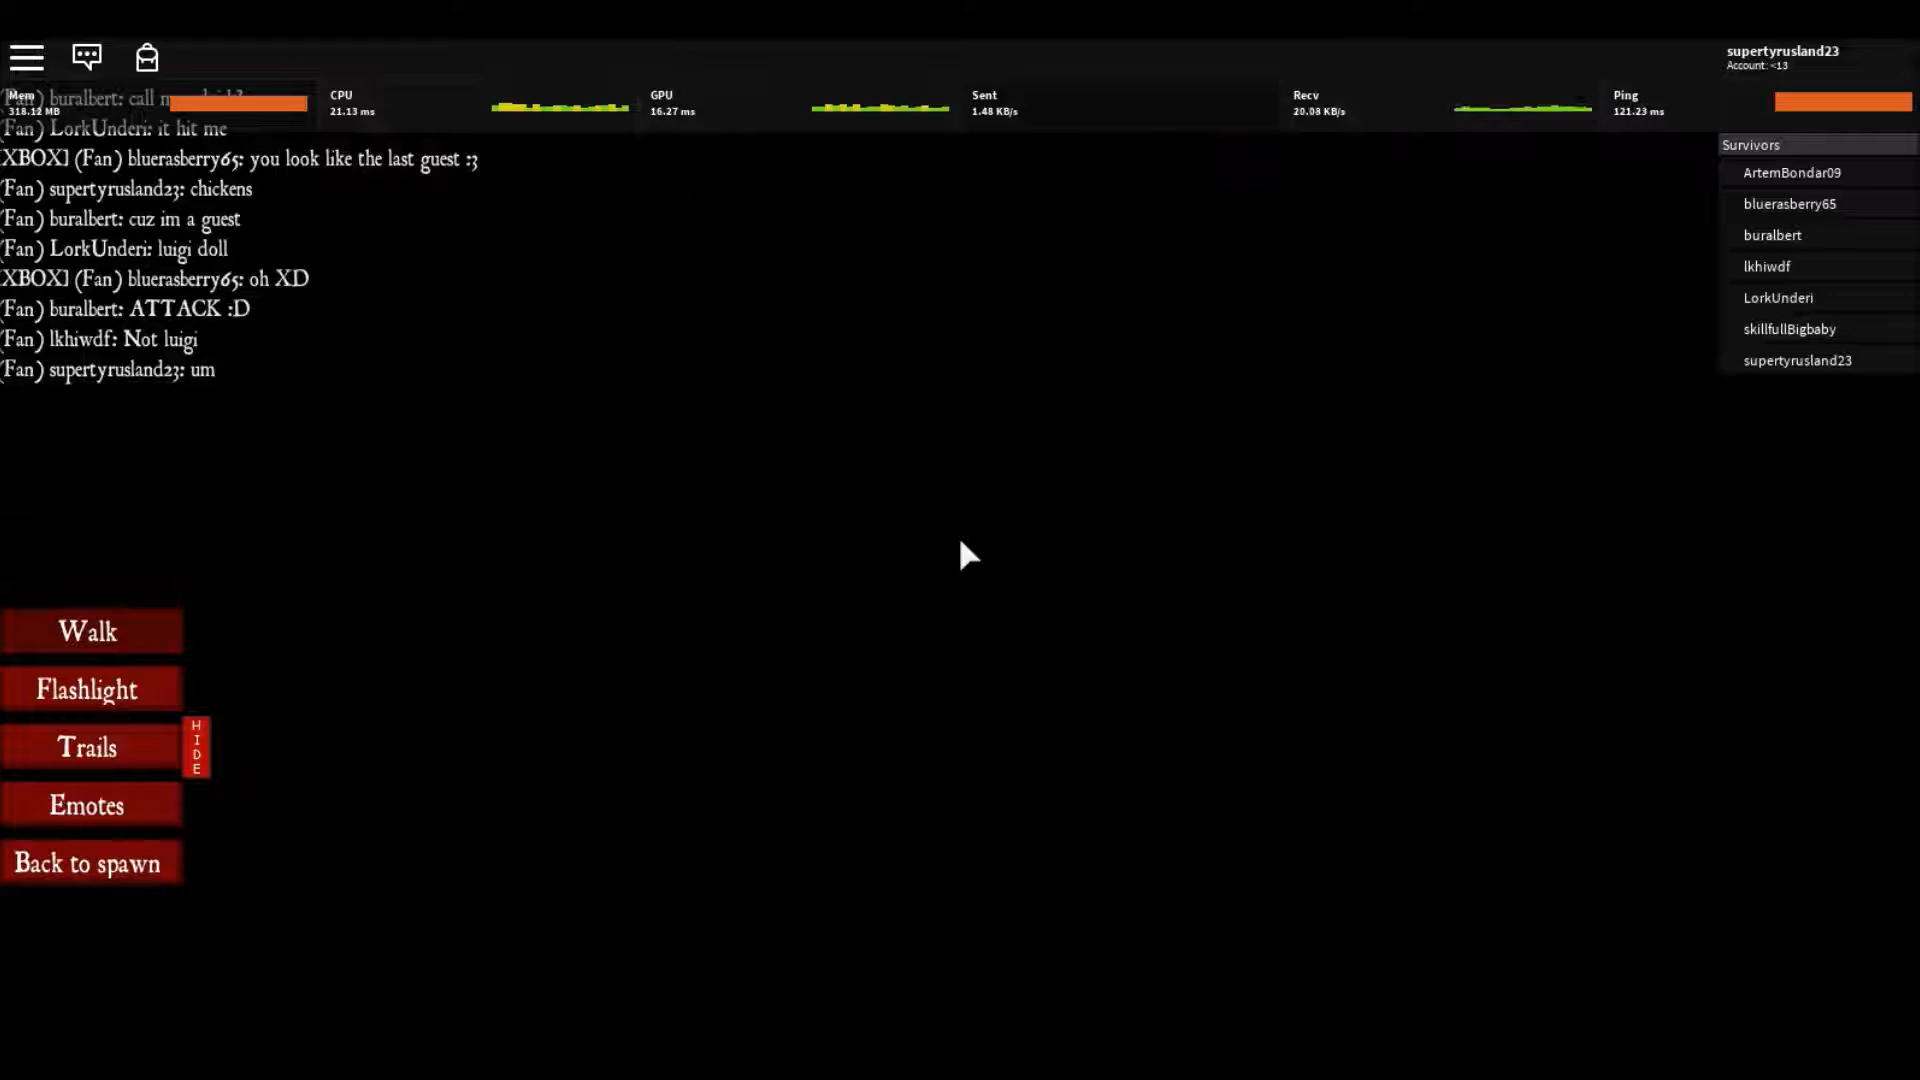 supertyrusland23
Account: <13
Mem
318.12 MB
CPU
21.13 ms
GPU
16.27 ms
Sent
1.48 KB/s
Recv
20.08 KB/s
Ping
121.23 ms
(Fan) buralbert: call
(Fan) LorkUnderi: it hit me
[XBOX] (Fan) bluerasberry65: you look like the last guest :3
(Fan) supertyrusland23: chickens
(Fan) buralbert: cuz im a guest
(Fan) LorkUnderi: luigi doll
[XBOX] (Fan) bluerasberry65: oh XD
(Fan) buralbert: ATTACK :D
(Fan) lkhiwdf: Not luigi
(Fan) supertyrusland23: um
Survivors
ArtemBondar09
bluerasberry65
buralbert
lkhiwdf
LorkUnderi
skillfullBigbaby
supertyrusland23
Walk
Flashlight
Trails
HIDE
Emotes
Back to spawn